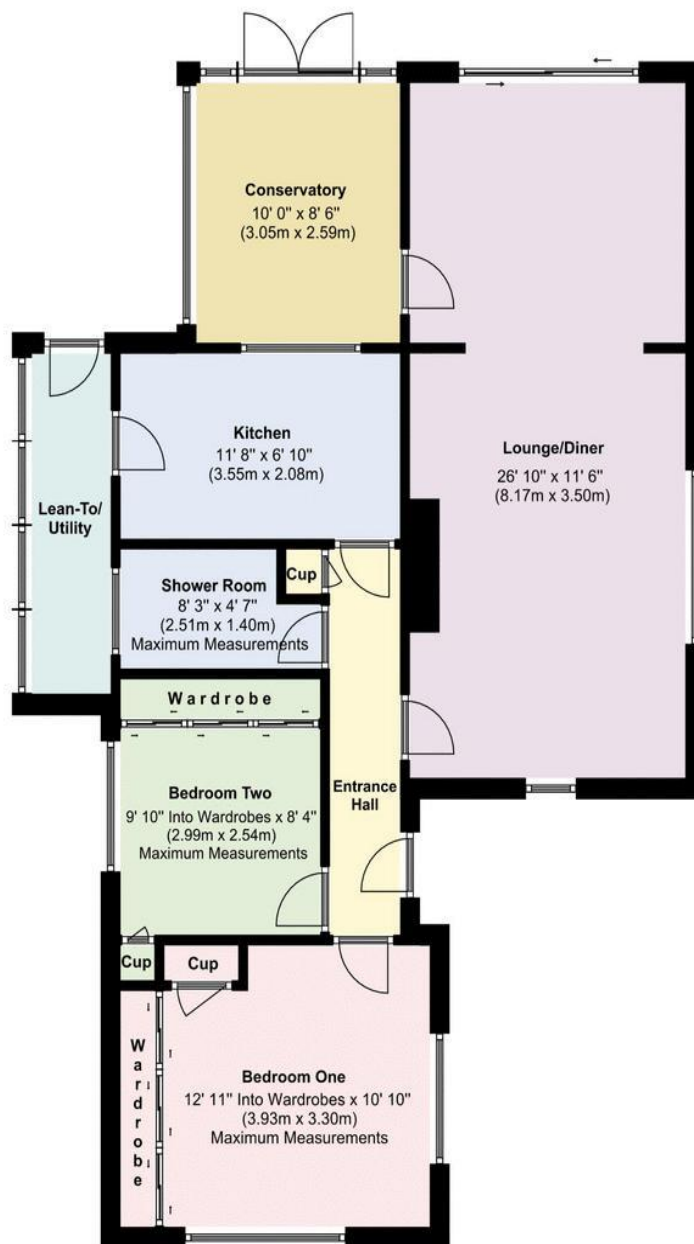 Conservatory
10' 0" x 8' 6"
(3.05m x 2.59m)
Kitchen
11' 8" x 6' 10"
(3.55m x 2.08m)
Lounge/Diner
26' 10" x 11' 6"
(8.17m x 3.50m)
Lean-To/
Utility
Cup
Shower Room
8' 3" x 4' 7"
(2.51m x 1.40m)
Maximum Measurements
Wardrobe
Bedroom Two
9' 10" Into Wardrobes x 8' 4"
(2.99m x 2.54m)
Maximum Measurements
Entrance
Hall
Cup
Cup
Wardrobe
Bedroom One
12' 11" Into Wardrobes x 10' 10"
(3.93m x 3.30m)
Maximum Measurements